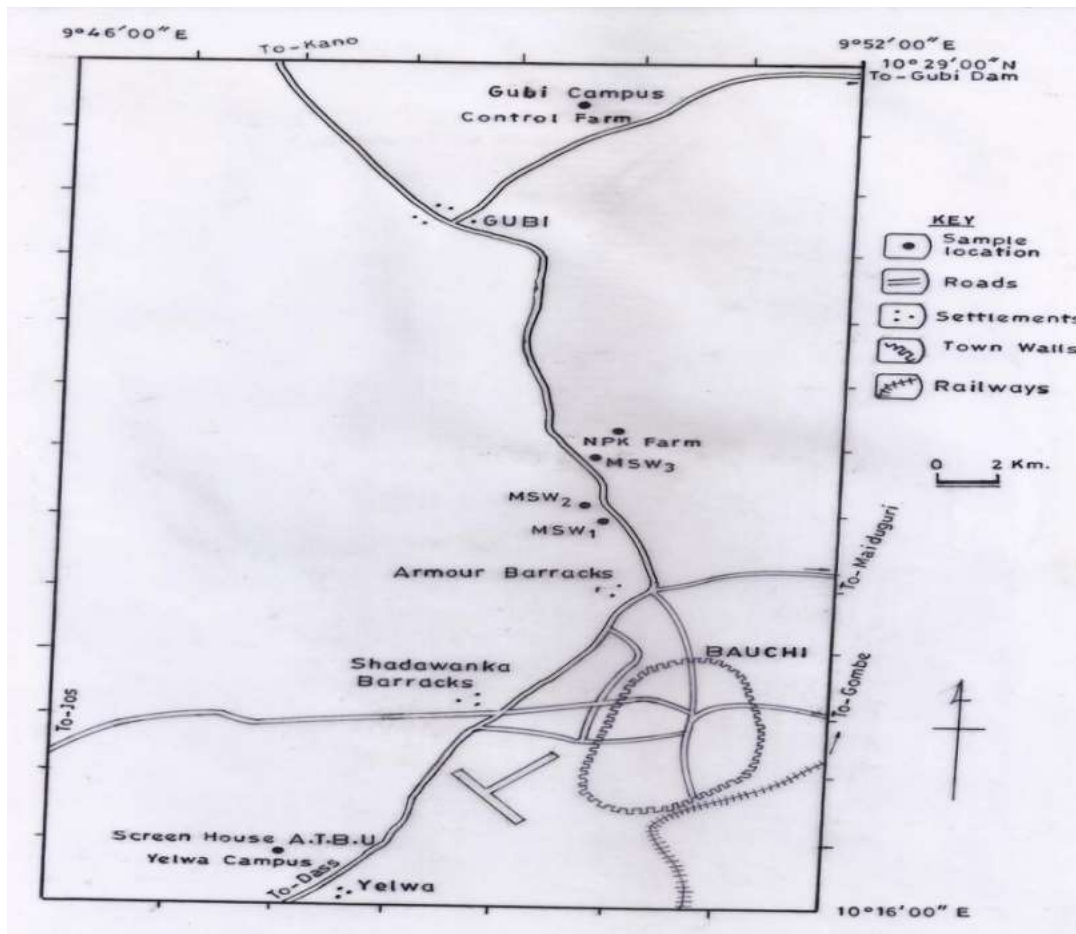 9°46'00"E
To-Kano
9°52'00"E
10°29'00"N
To-Gubi Dam
Gubi Campus
Control Farm
GUBI
KEY
Sample
location
Roads
Settlements
Town Walls
Railways
NPK Farm
MSW₃
0 2 Km.
MSW₂
MSW₁
To-Maiduguri
Armour Barracks
BAUCHI
Shadawanka
Barracks
To-Gombe
To-Jos
Screen House A.T.B.U
Yelwa Campus
To-Dass
Yelwa
10°16'00"E